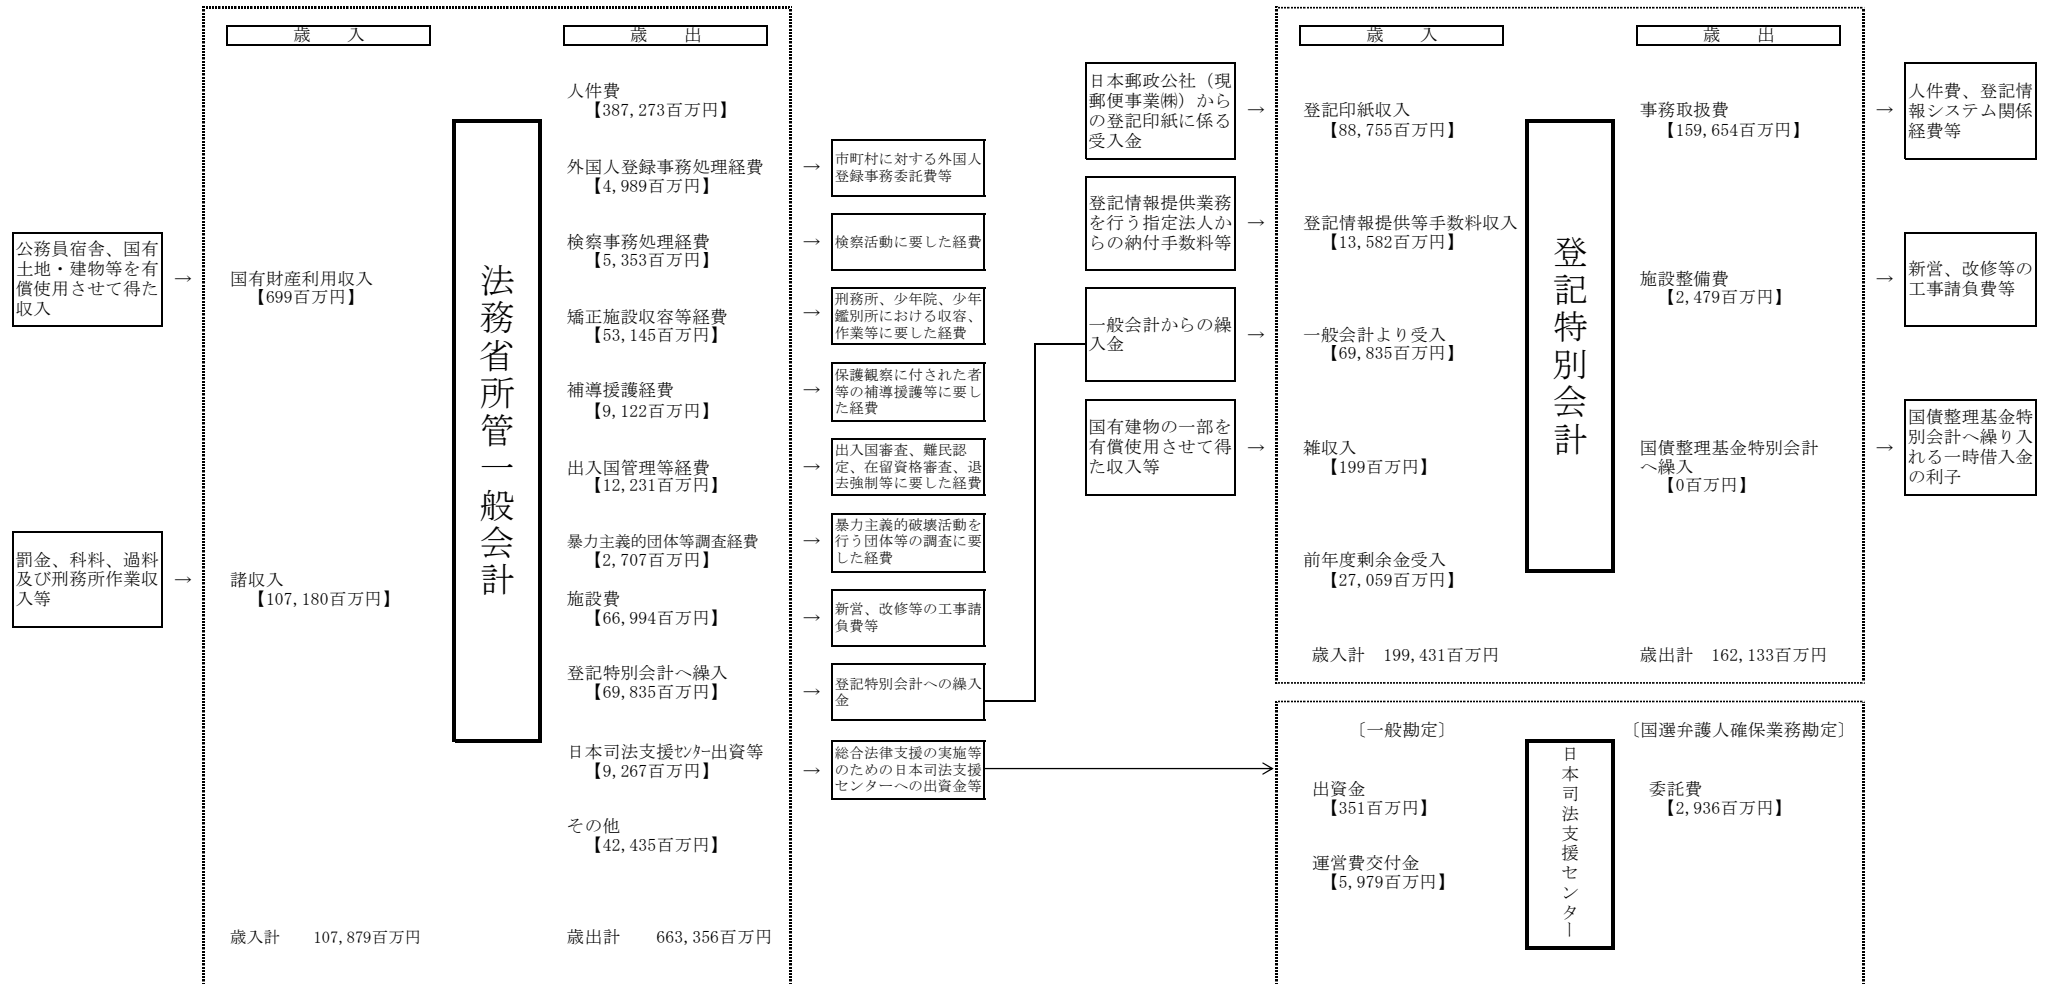 歳　入
歳　出
公務員宿舎、国有
土地・建物等を有
償使用させて得た
収入
→
国有財産利用収入
【699百万円】
罰金、科料、過料
及び刑務所作業収
入等
→
諸収入
【107,180百万円】
歳入計　107,879百万円
法務省所管一般会計
人件費
【387,273百万円】
外国人登録事務処理経費
【4,989百万円】
→
市町村に対する外国人
登録事務委託費等
検察事務処理経費
【5,353百万円】
→
検察活動に要した経費
矯正施設収容等経費
【53,145百万円】
→
刑務所、少年院、少年
鑑別所における収容、
作業等に要した経費
補導援護経費
【9,122百万円】
→
保護観察に付された者
等の補導援護等に要し
た経費
出入国管理等経費
【12,231百万円】
→
出入国審査、難民認
定、在留資格審査、退
去強制等に要した経費
暴力主義的団体等調査経費
【2,707百万円】
→
暴力主義的破壊活動を
行う団体等の調査に要
した経費
施設費
【66,994百万円】
→
新営、改修等の工事請
負費等
登記特別会計へ繰入
【69,835百万円】
→
登記特別会計への繰入
金
日本司法支援ｾﾝﾀｰ出資等
【9,267百万円】
→
総合法律支援の実施等
のための日本司法支援
センターへの出資金等
その他
【42,435百万円】
歳出計　663,356百万円
歳　入
歳　出
日本郵政公社（現
郵便事業㈱）から
の登記印紙に係る
受入金
→
登記印紙収入
【88,755百万円】
登記情報提供業務
を行う指定法人か
らの納付手数料等
→
登記情報提供等手数料収入
【13,582百万円】
一般会計からの繰
入金
→
一般会計より受入
【69,835百万円】
国有建物の一部を
有償使用させて得
た収入等
→
雑収入
【199百万円】
前年度剰余金受入
【27,059百万円】
歳入計　199,431百万円
登記特別会計
事務取扱費
【159,654百万円】
→
人件費、登記情
報システム関係
経費等
施設整備費
【2,479百万円】
→
新営、改修等の
工事請負費等
国債整理基金特別会計
へ繰入
【0百万円】
→
国債整理基金特
別会計へ繰り入
れる一時借入金
の利子
歳出計　162,133百万円
〔一般勘定〕
〔国選弁護人確保業務勘定〕
出資金
【351百万円】
運営費交付金
【5,979百万円】
日本司法支援センター
委託費
【2,936百万円】